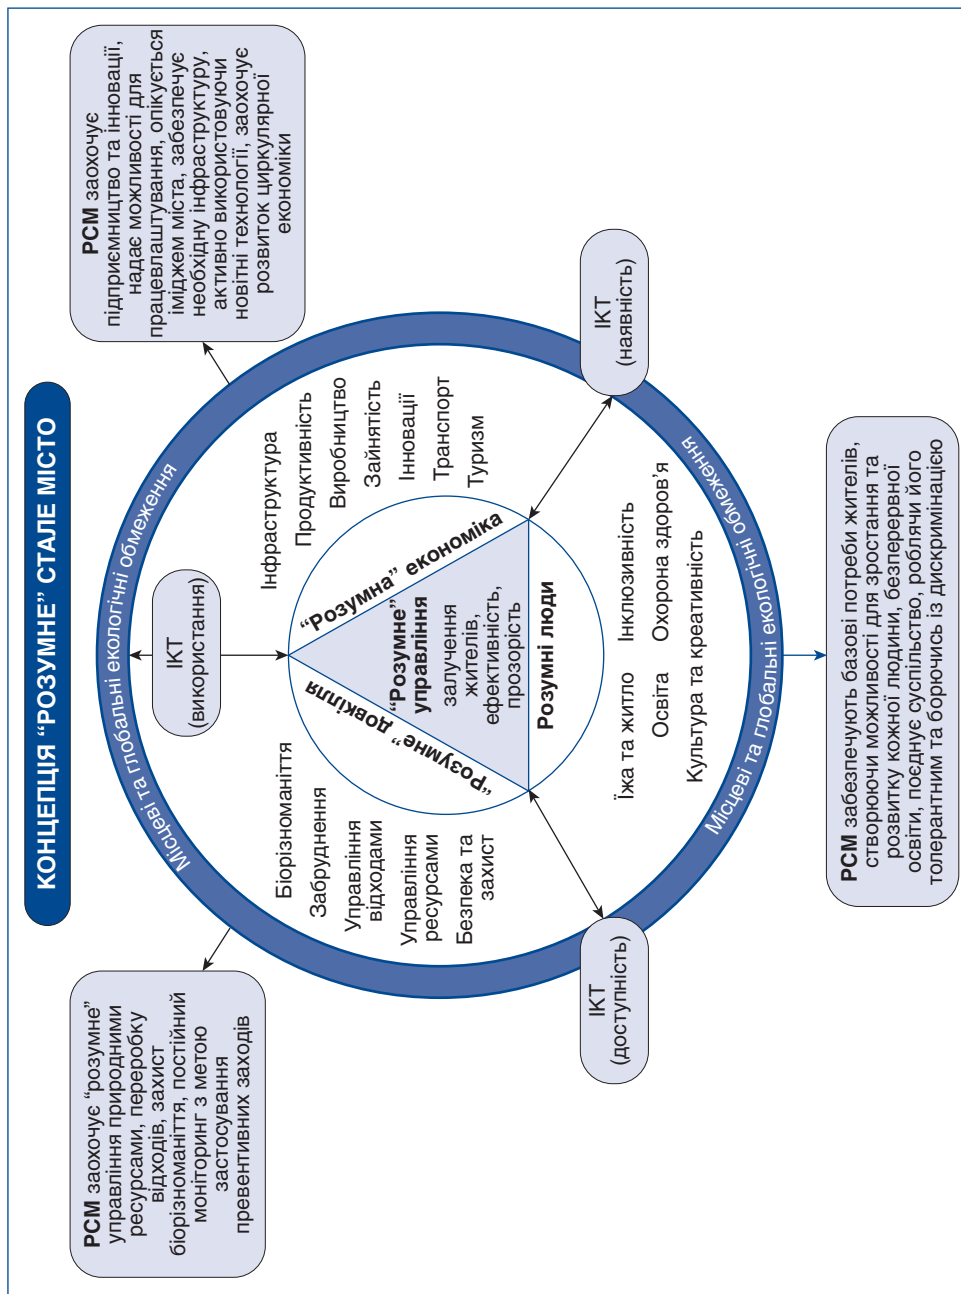 КОНЦЕПЦІЯ “РОЗУМНЕ” СТАЛЕ МІСТО
РСМ заохочує “розумне”
управління природними
ресурсами, переробку
відходів, захист
біорізноманіття, постійний
моніторинг з метою
застосування
превентивних заходів
РСМ заохочує
підприємництво та інновації,
надає можливості для
працевлаштування, опікується
іміджем міста, забезпечує
необхідну інфраструктуру,
активно використовуючи
новітні технології, заохочує
розвиток циркулярної
економіки
Місцеві та глобальні екологічні обмеження
ІКТ
(використання)
Біорізноманіття
Забруднення
Управління
відходами
Управління
ресурсами
Безпека та
захист
Інфраструктура
Продуктивність
Виробництво
Зайнятість
Інновації
Транспорт
Туризм
“Розумне” довкілля
“Розумна” економіка
“Розумне”
управління
залучення
жителів,
ефективність,
прозорість
Розумні люди
ІКТ
(доступність)
ІКТ
(наявність)
Їжа та житло
Інклюзивність
Освіта
Охорона здоров’я
Культура та креативність
Місцеві та глобальні екологічні обмеження
РСМ забезпечують базові потреби жителів,
створюючи можливості для зростання та
розвитку кожної людини, безперервної
освіти, поєднує суспільство, роблячи його
толерантним та борючись із дискримінацією